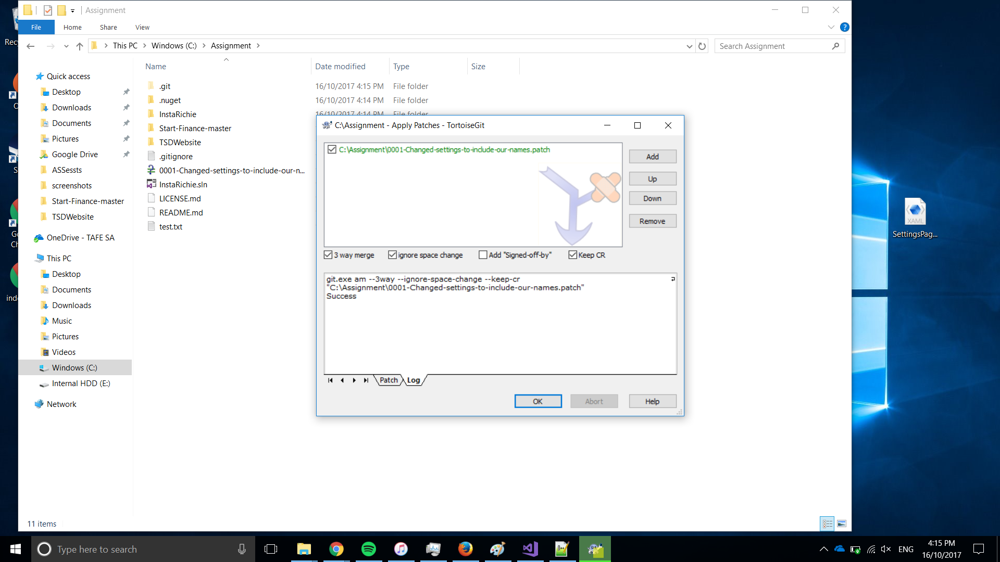 Assignment
File
Home
Share
View
This PC
Windows (C:)
Assignment
Search Assignment
Name
Date modified
Type
Size
Quick access
Desktop
Downloads
Documents
Pictures
Google Drive
ASSessts
screenshots
Start-Finance-master
TSDWebsite
OneDrive - TAFE SA
This PC
Desktop
Documents
Downloads
Music
Pictures
Videos
Windows (C:)
Internal HDD (E:)
Network
.git 16/10/2017 4:15 PM File folder
.nuget 16/10/2017 4:14 PM File folder
InstaRichie 16/10/2017 4:14 PM File folder
Start-Finance-master
TSDWebsite
.gitignore
0001-Changed-settings-to-include-our-n...
InstaRichie.sln
LICENSE.md
README.md
test.txt
11 items
C:\Assignment - Apply Patches - TortoiseGit
C:\Assignment\0001-Changed-settings-to-include-our-names.patch
Add
Up
Down
Remove
3 way merge
ignore space change
Add "Signed-off-by"
Keep CR
git.exe am --3way --ignore-space-change --keep-cr
"C:\Assignment\0001-Changed-settings-to-include-our-names.patch"
Success
Patch
Log
OK
Abort
Help
XAML
SettingsPag...
Type here to search
ENG
4:15 PM
16/10/2017